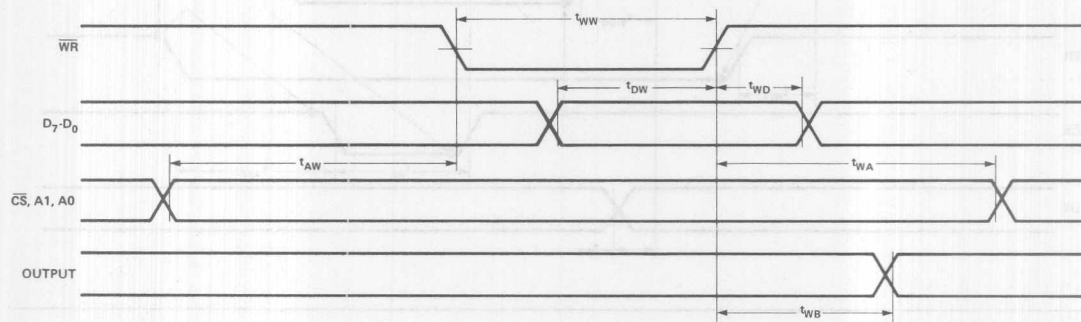 tWW
WR
tDW
tWD
D7-D0
tAW
tWA
CS, A1, A0
OUTPUT
tWB